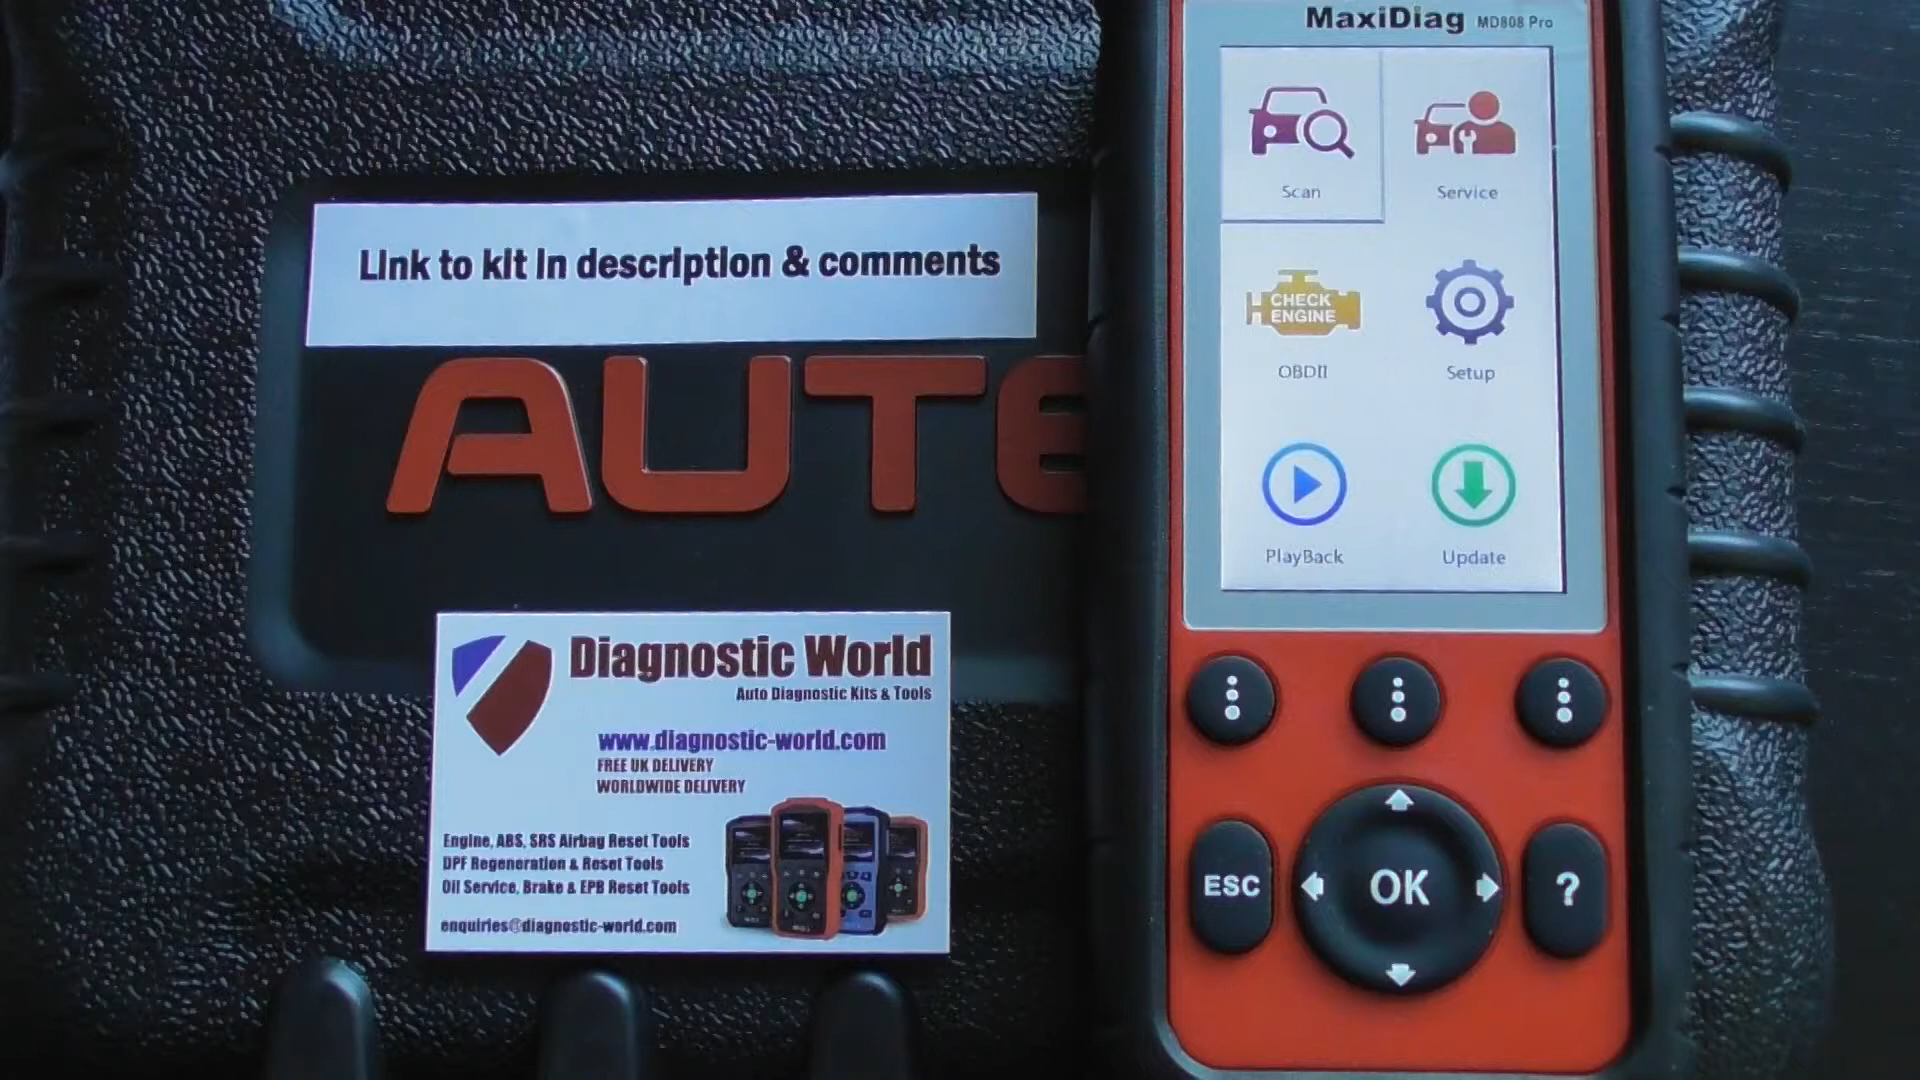 Link to kit in description & comments
AUTE
Diagnostic World
Auto Diagnostic Kits & Tools
www.diagnostic-world.com
FREE UK DELIVERY
WORLDWIDE DELIVERY
Engine, ABS, SRS Airbag Reset Tools
DPF Regeneration & Reset Tools
Oil Service, Brake & EPB Reset Tools
enquiries@diagnostic-world.com
MaxiDiag MD808 Pro
Scan
Service
CHECK
ENGINE
OBDII
Setup
PlayBack
Update
ESC
OK
?